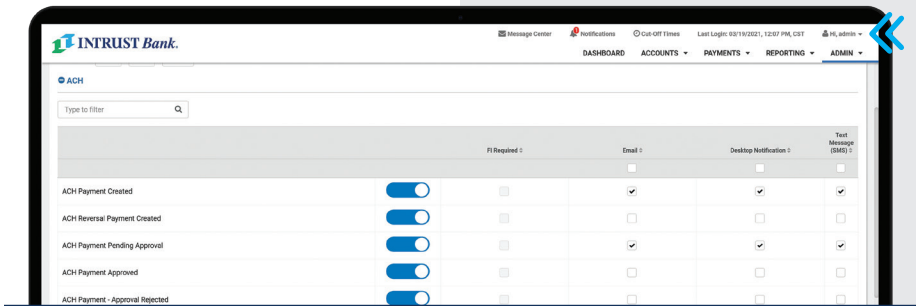 INTRUST Bank.
Message Center
Notifications
Cut-Off Times
Last Login: 03/19/2021, 12:07 PM, CST
Hi, admin
DASHBOARD
ACCOUNTS
PAYMENTS
REPORTING
ADMIN
ACH
Type to filter
FI Required
Email
Desktop Notification
Text
Message
(SMS)
ACH Payment Created
ACH Reversal Payment Created
ACH Payment Pending Approval
ACH Payment Approved
ACH Payment - Approval Rejected